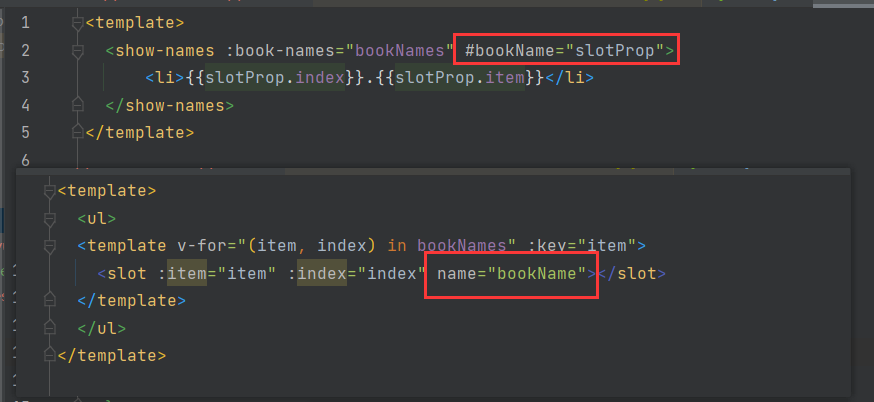 1 <template>
2 <show-names :book-names="bookNames" #bookName="slotProp">
3 <li>{{slotProp.index}}.{{slotProp.item}}</li>
4 </show-names>
5 </template>
6
<template>
<ul>
<template v-for="(item, index) in bookNames" :key="item">
<slot :item="item" :index="index" name="bookName"></slot>
</template>
</ul>
</template>